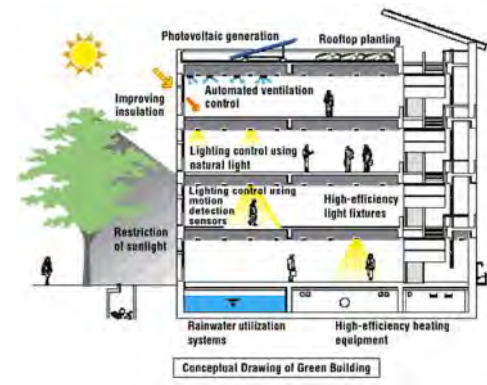 Photovoltaic generation
Rooftop planting
Improving
insulation
Automated ventilation
control
Lighting control using
natural light
Lighting control using
motion
detection
sensors
High-efficiency
light fixtures
Restriction
of sunlight
Rainwater utilization
systems
High-efficiency heating
equipment
Conceptual Drawing of Green Building